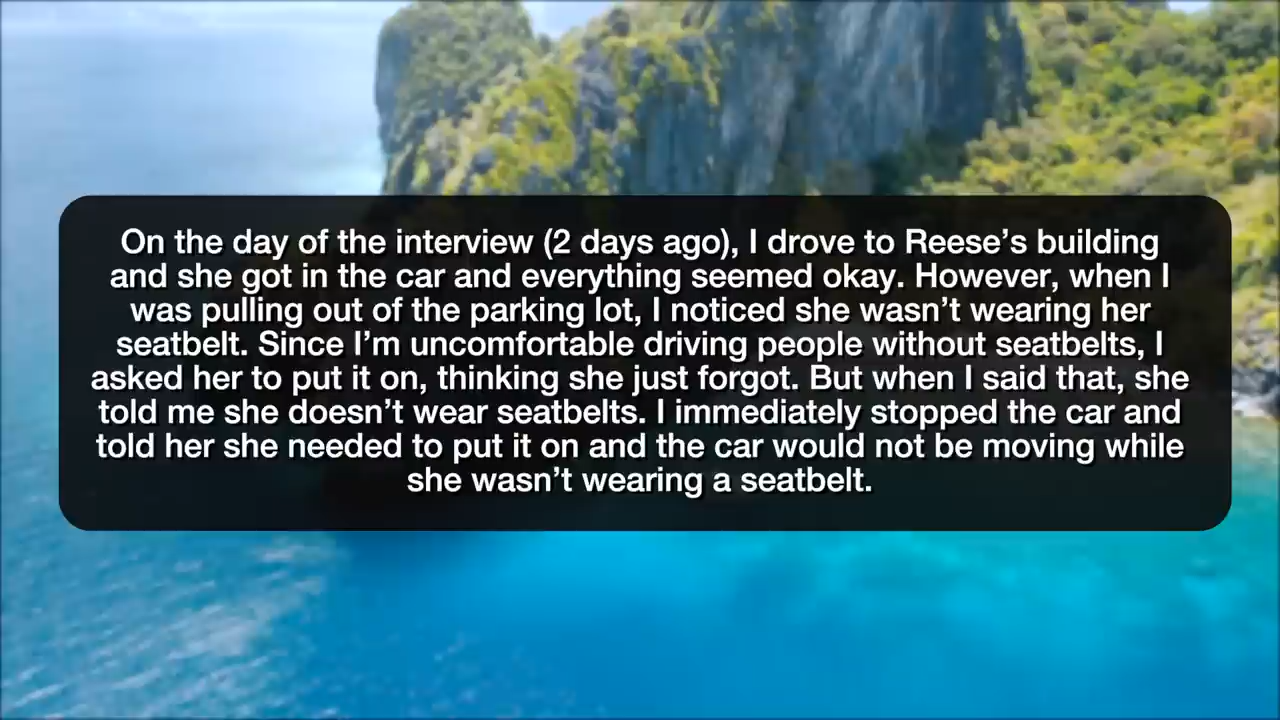 On the day of the interview (2 days ago), I drove to Reese’s building
and she got in the car and everything seemed okay. However, when I
was pulling out of the parking lot, I noticed she wasn’t wearing her
seatbelt. Since I’m uncomfortable driving people without seatbelts, I
asked her to put it on, thinking she just forgot. But when I said that, she
told me she doesn’t wear seatbelts. I immediately stopped the car and
told her she needed to put it on and the car would not be moving while
she wasn’t wearing a seatbelt.